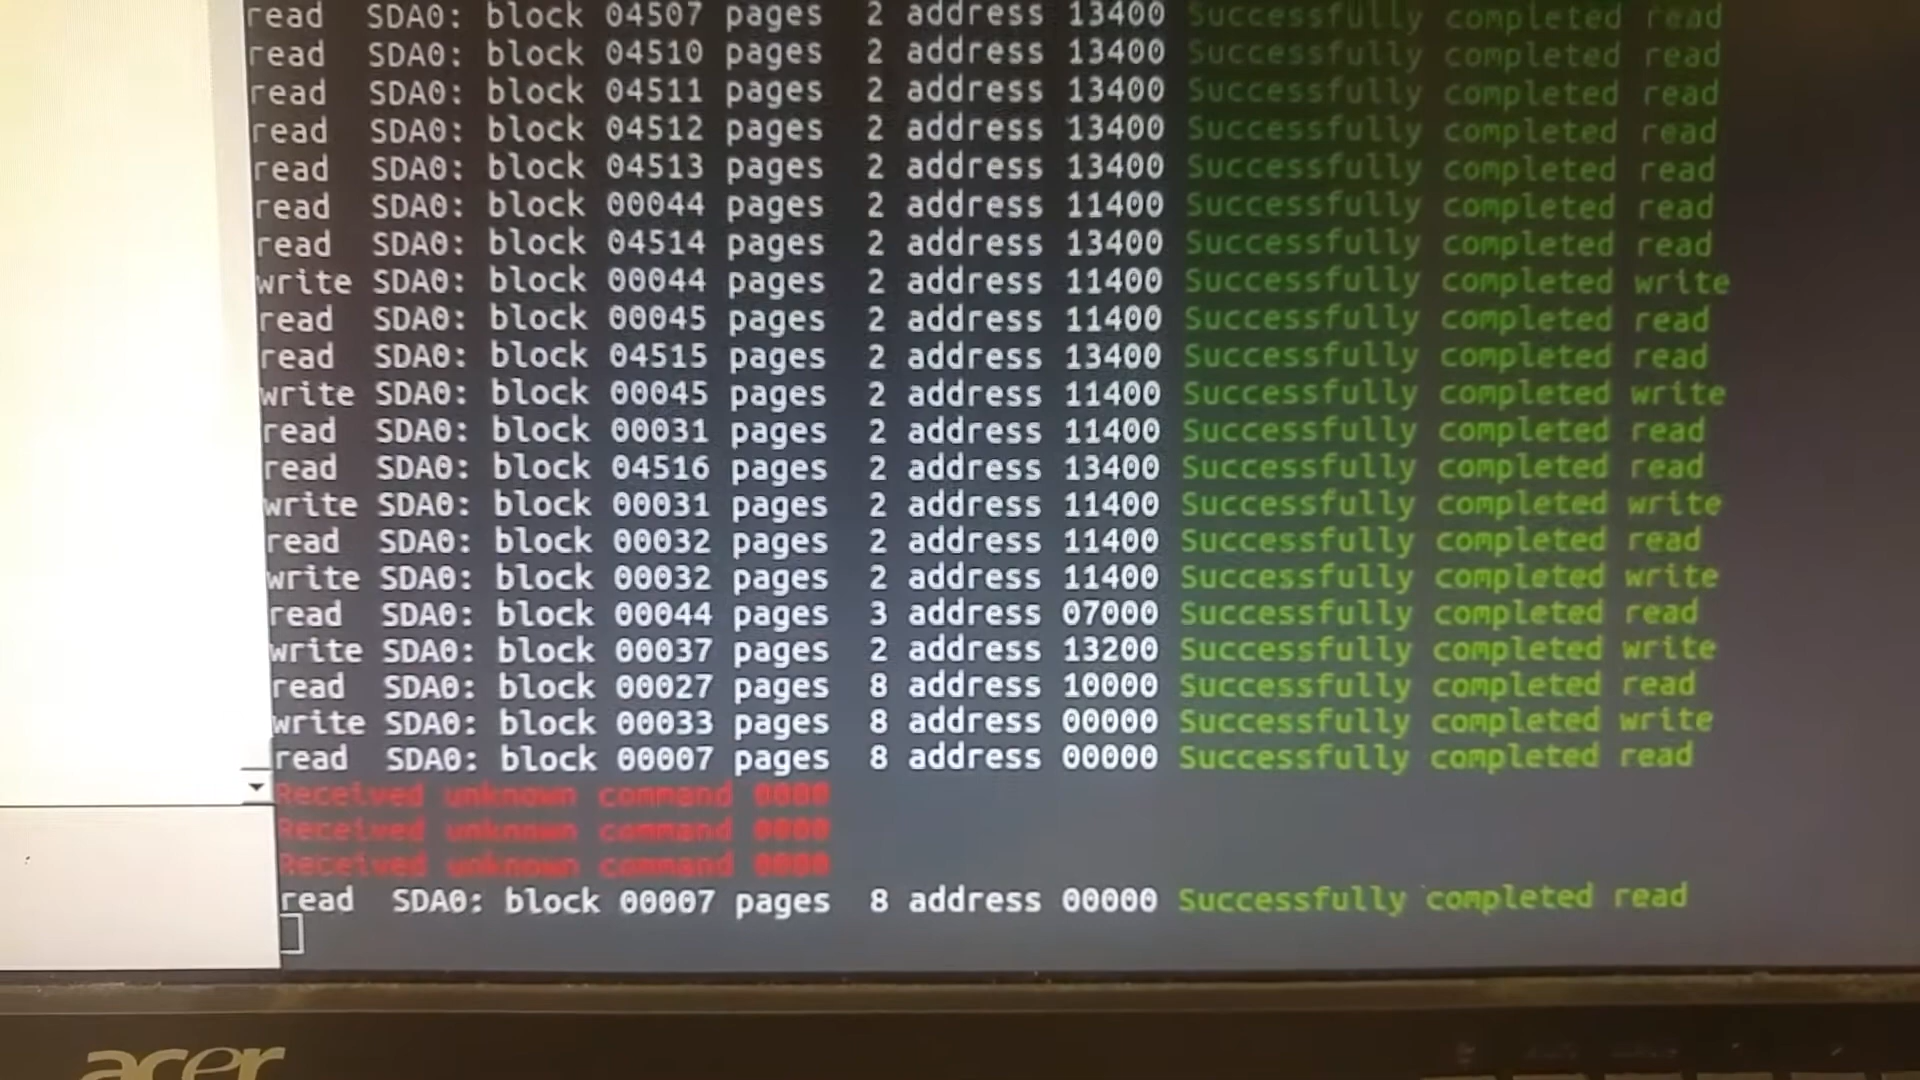 read SDA0: block 04507 pages 2 address 13400 Successfully completed read
read SDA0: block 04510 pages 2 address 13400 Successfully completed read
read SDA0: block 04511 pages 2 address 13400 Successfully completed read
read SDA0: block 04512 pages 2 address 13400 Successfully completed read
read SDA0: block 04513 pages 2 address 13400 Successfully completed read
read SDA0: block 00044 pages 2 address 11400 Successfully completed read
read SDA0: block 04514 pages 2 address 13400 Successfully completed read
write SDA0: block 00044 pages 2 address 11400 Successfully completed write
read SDA0: block 00045 pages 2 address 11400 Successfully completed read
read SDA0: block 04515 pages 2 address 13400 Successfully completed read
write SDA0: block 00045 pages 2 address 11400 Successfully completed write
read SDA0: block 00031 pages 2 address 11400 Successfully completed read
read SDA0: block 04516 pages 2 address 13400 Successfully completed read
write SDA0: block 00031 pages 2 address 11400 Successfully completed write
read SDA0: block 00032 pages 2 address 11400 Successfully completed read
write SDA0: block 00032 pages 2 address 11400 Successfully completed write
read SDA0: block 00044 pages 3 address 07000 Successfully completed read
write SDA0: block 00037 pages 2 address 13200 Successfully completed write
read SDA0: block 00027 pages 8 address 10000 Successfully completed read
write SDA0: block 00033 pages 8 address 00000 Successfully completed write
read SDA0: block 00007 pages 8 address 00000 Successfully completed read
Received unknown command 0000
Received unknown command 0000
Received unknown command 0000
read SDA0: block 00007 pages 8 address 00000 Successfully completed read
acer